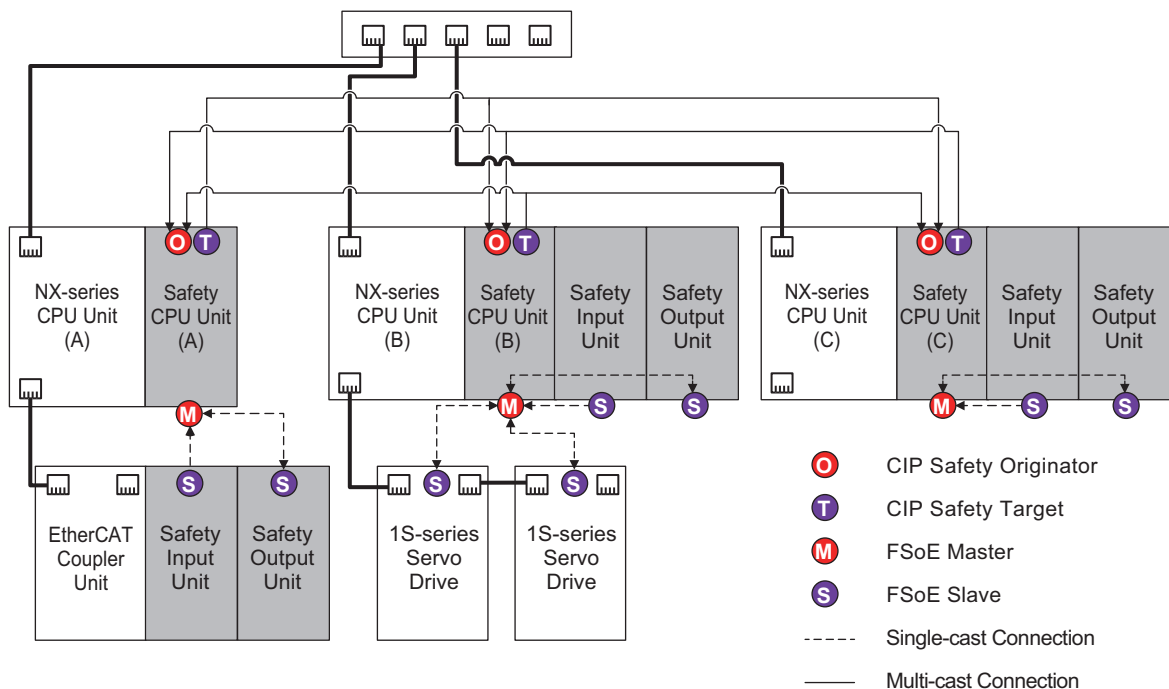 O T
O T
O T
NX-series
CPU Unit
(A)
Safety
CPU Unit
(A)
NX-series
CPU Unit
(B)
Safety
CPU Unit
(B)
Safety
Input
Unit
Safety
Output
Unit
NX-series
CPU Unit
(C)
Safety
CPU Unit
(C)
Safety
Input
Unit
Safety
Output
Unit
M
M
S
S
M
S
S
S
S
S
S
EtherCAT
Coupler
Unit
Safety
Input
Unit
Safety
Output
Unit
1S-series
Servo
Drive
1S-series
Servo
Drive
O CIP Safety Originator
T CIP Safety Target
M FSoE Master
S FSoE Slave
Single-cast Connection
Multi-cast Connection